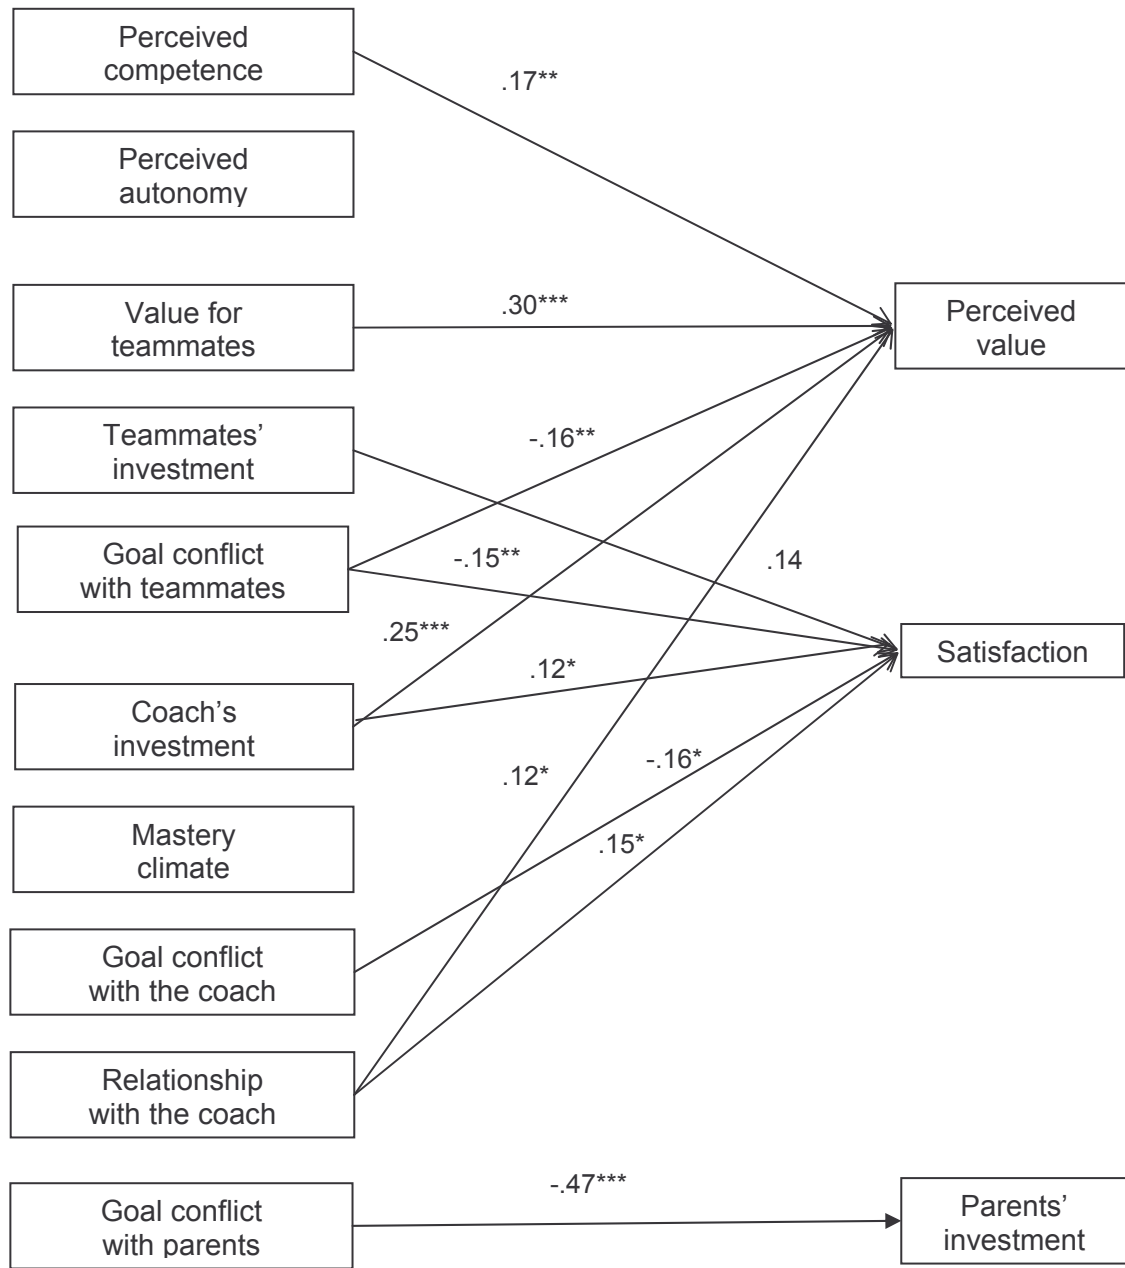 Perceived
competence
.17**
Perceived
autonomy
Value for
teammates
.30***
Perceived
value
Teammates’
investment
-.16**
Goal conflict
with teammates
-.15**
.14
.25***
Satisfaction
Coach’s
investment
.12*
-.16*
.12*
Mastery
climate
.15*
Goal conflict
with the coach
Relationship
with the coach
-.47***
Goal conflict
with parents
Parents’
investment